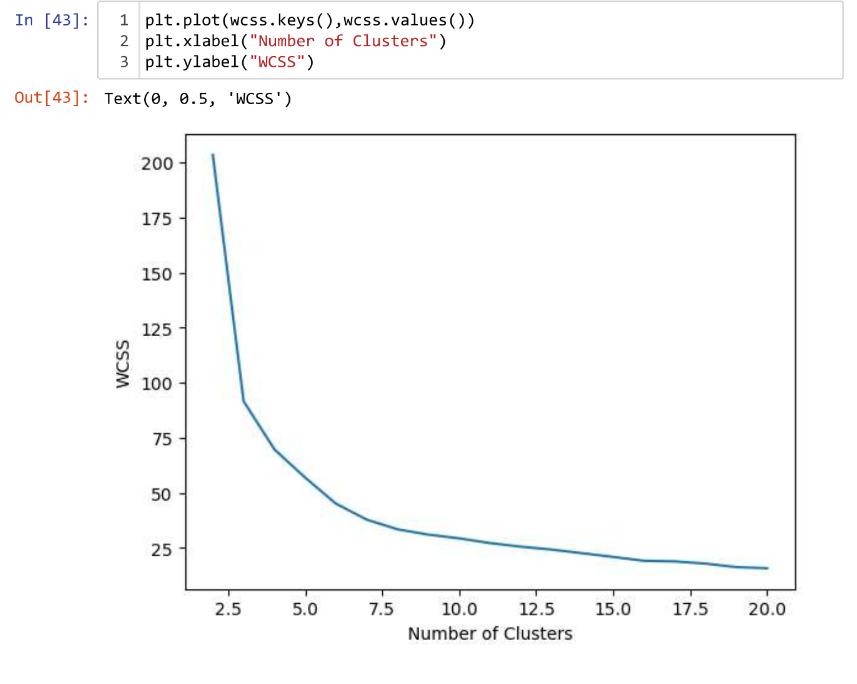 In [43]: 1 plt.plot(wcss.keys(),wcss.values())
2 plt.xlabel("Number of Clusters")
3 plt.ylabel("WCSS")
Out[43]: Text(0, 0.5, 'WCSS')
200
175
150
125
100
75
50
25
WCSS
2.5 5.0 7.5 10.0 12.5 15.0 17.5 20.0
Number of Clusters